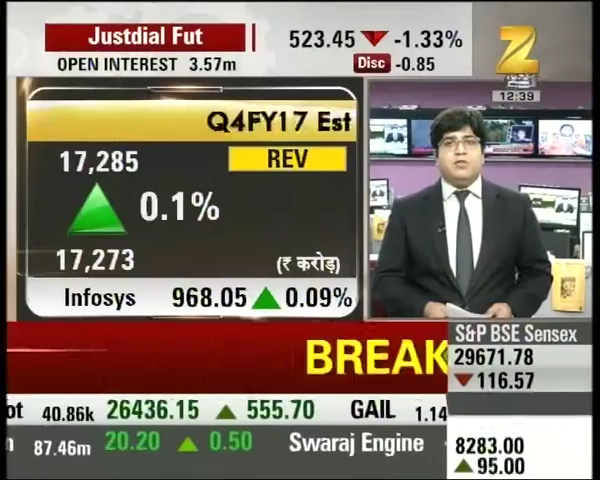 Justdial Fut
523.45 -1.33%
OPEN INTEREST 3.57m
Disc -0.85
12:39
Q4FY17 Est
17,285
REV
0.1%
17,273
(₹ करोड़)
Infosys 968.05 0.09%
BREAK
S&P BSE Sensex
29671.78
116.57
ot 40.86k 26436.15 555.70 GAIL 1.14
87.46m 20.20 0.50 Swaraj Engine
8283.00
95.00